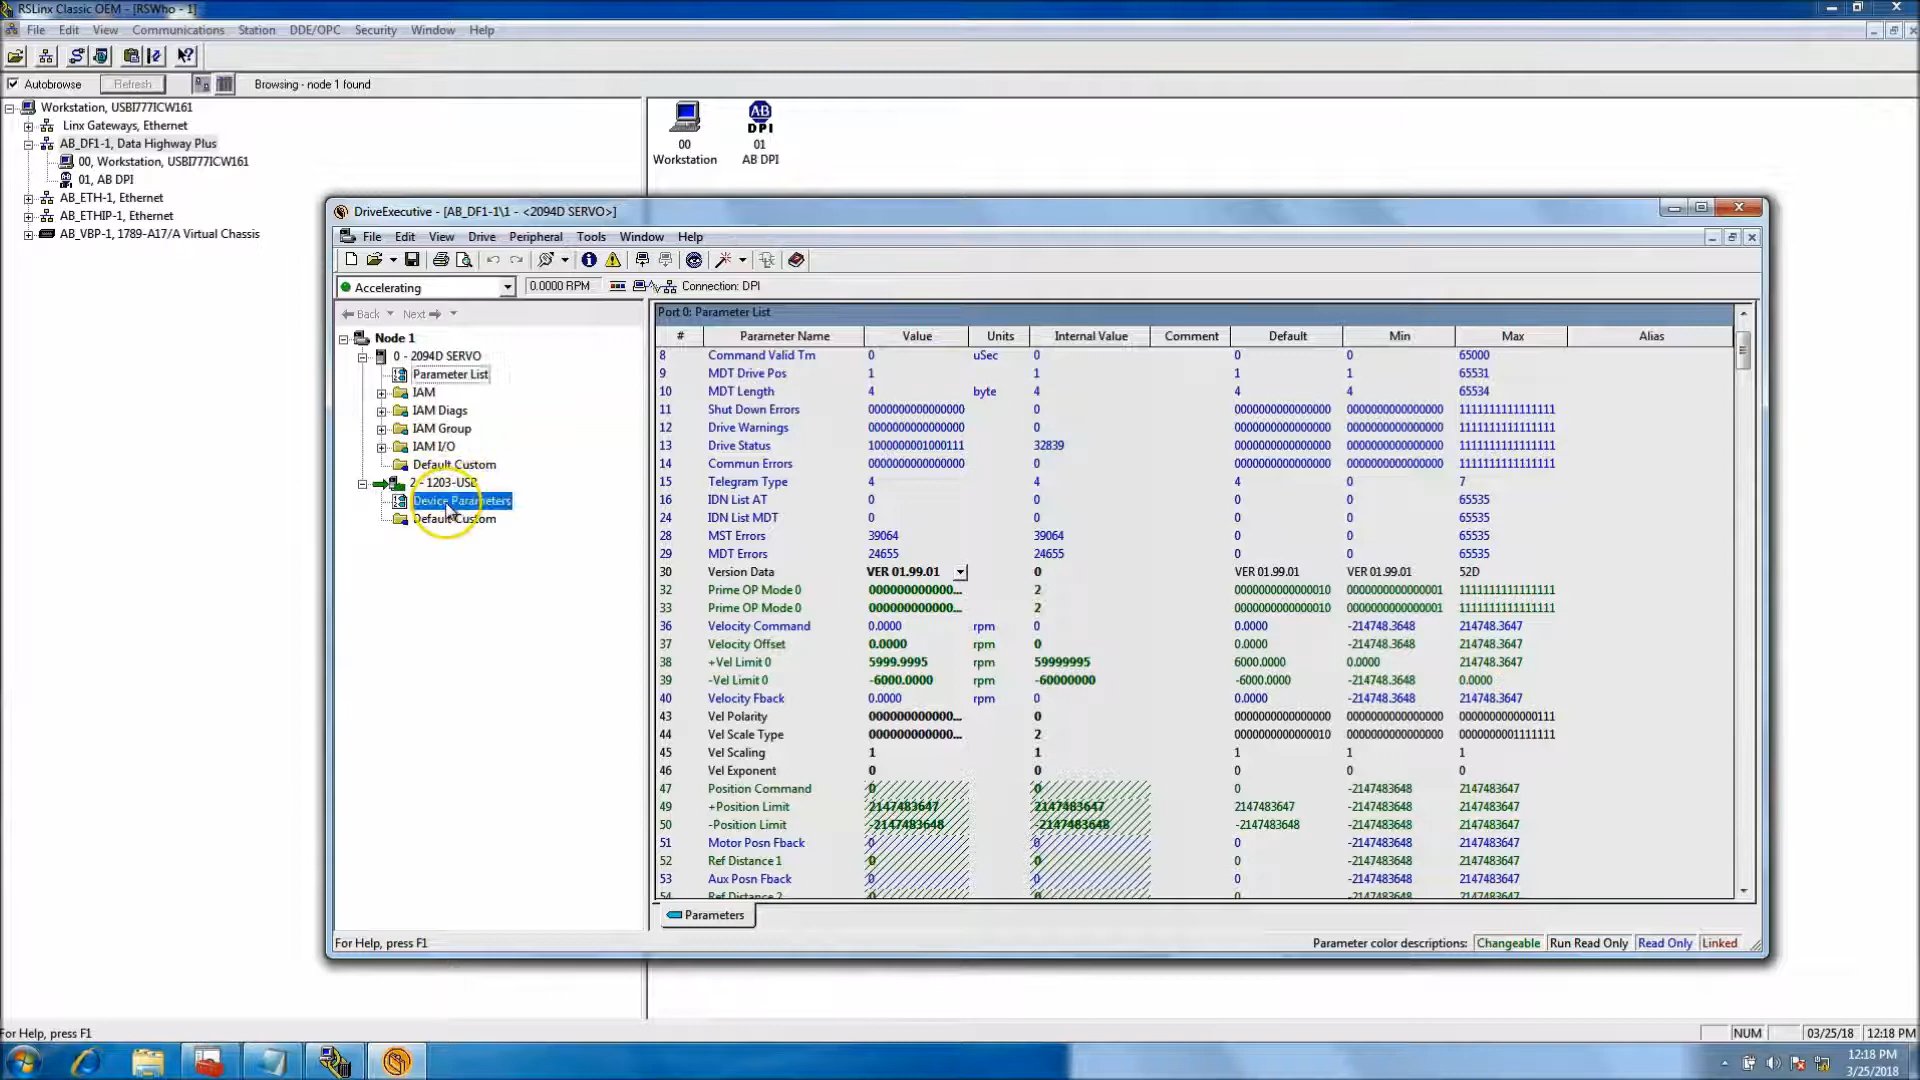 RSLinx Classic OEM - [RSWho - 1]
File Edit View Communications Station DDE/OPC Security Window Help
Autobrowse Refresh Browsing - node 1 found
Workstation, USBI777ICW161
Linx Gateways, Ethernet
AB_DF1-1, Data Highway Plus
00, Workstation, USBI777ICW161
01, AB DPI
AB_ETH-1, Ethernet
AB_ETHIP-1, Ethernet
AB_VBP-1, 1789-A17/A Virtual Chassis
AB DPI
00 01
Workstation AB DPI
DriveExecutive - [AB_DF1-1\1 - <2094D SERVO>]
File Edit View Drive Peripheral Tools Window Help
Accelerating 0.0000 RPM Connection: DPI
Back Next
Node 1
0 - 2094D SERVO
Parameter List
IAM
IAM Diags
IAM Group
IAM I/O
Default Custom
2 - 1203-USB
Device Parameters
Default Custom
Port 0: Parameter List
# Parameter Name Value Units Internal Value Comment Default Min Max Alias
8 Command Valid Tm 0 uSec 0 0 0 65000
9 MDT Drive Pos 1 1 1 1 65531
10 MDT Length 4 byte 4 4 4 65534
11 Shut Down Errors 0000000000000000 0 0000000000000000 0000000000000000 1111111111111111
12 Drive Warnings 0000000000000000 0 0000000000000000 0000000000000000 1111111111111111
13 Drive Status 1000000001000111 32839 0000000000000000 0000000000000000 1111111111111111
14 Commun Errors 0000000000000000 0 0000000000000000 0000000000000000 1111111111111111
15 Telegram Type 4 4 4 0 7
16 IDN List AT 0 0 0 0 65535
24 IDN List MDT 0 0 0 0 65535
28 MST Errors 39064 39064 0 0 65535
29 MDT Errors 24655 24655 0 0 65535
30 Version Data VER 01.99.01 0 VER 01.99.01 VER 01.99.01 52D
32 Prime OP Mode 0 000000000000... 2 0000000000000010 0000000000000001 1111111111111111
33 Prime OP Mode 0 000000000000... 2 0000000000000010 0000000000000001 1111111111111111
36 Velocity Command 0.0000 rpm 0 0.0000 -214748.3648 214748.3647
37 Velocity Offset 0.0000 rpm 0 0.0000 -214748.3648 214748.3647
38 +Vel Limit 0 5999.9995 rpm 59999995 6000.0000 0.0000 214748.3647
39 -Vel Limit 0 -6000.0000 rpm -60000000 -6000.0000 -214748.3648 0.0000
40 Velocity Fback 0.0000 rpm 0 0.0000 -214748.3648 214748.3647
43 Vel Polarity 000000000000... 0 0000000000000000 0000000000000000 0000000000000111
44 Vel Scale Type 000000000000... 2 0000000000000010 0000000000000000 0000000001111111
45 Vel Scaling 1 1 1 1 1
46 Vel Exponent 0 0 0 0 0
47 Position Command 0 0 0 -2147483648 2147483647
49 +Position Limit 2147483647 2147483647 2147483647 -2147483648 2147483647
50 -Position Limit -2147483648 -2147483648 -2147483648 -2147483648 2147483647
51 Motor Posn Fback 0 0 0 -2147483648 2147483647
52 Ref Distance 1 0 0 0 -2147483648 2147483647
53 Aux Posn Fback 0 0 0 -2147483648 2147483647
54 Ref Distance 2 0 0 0 -2147483648 2147483647
Parameters
For Help, press F1 Parameter color descriptions: Changeable Run Read Only Read Only Linked
For Help, press F1 NUM 03/25/18 12:18 PM
12:18 PM
3/25/2018